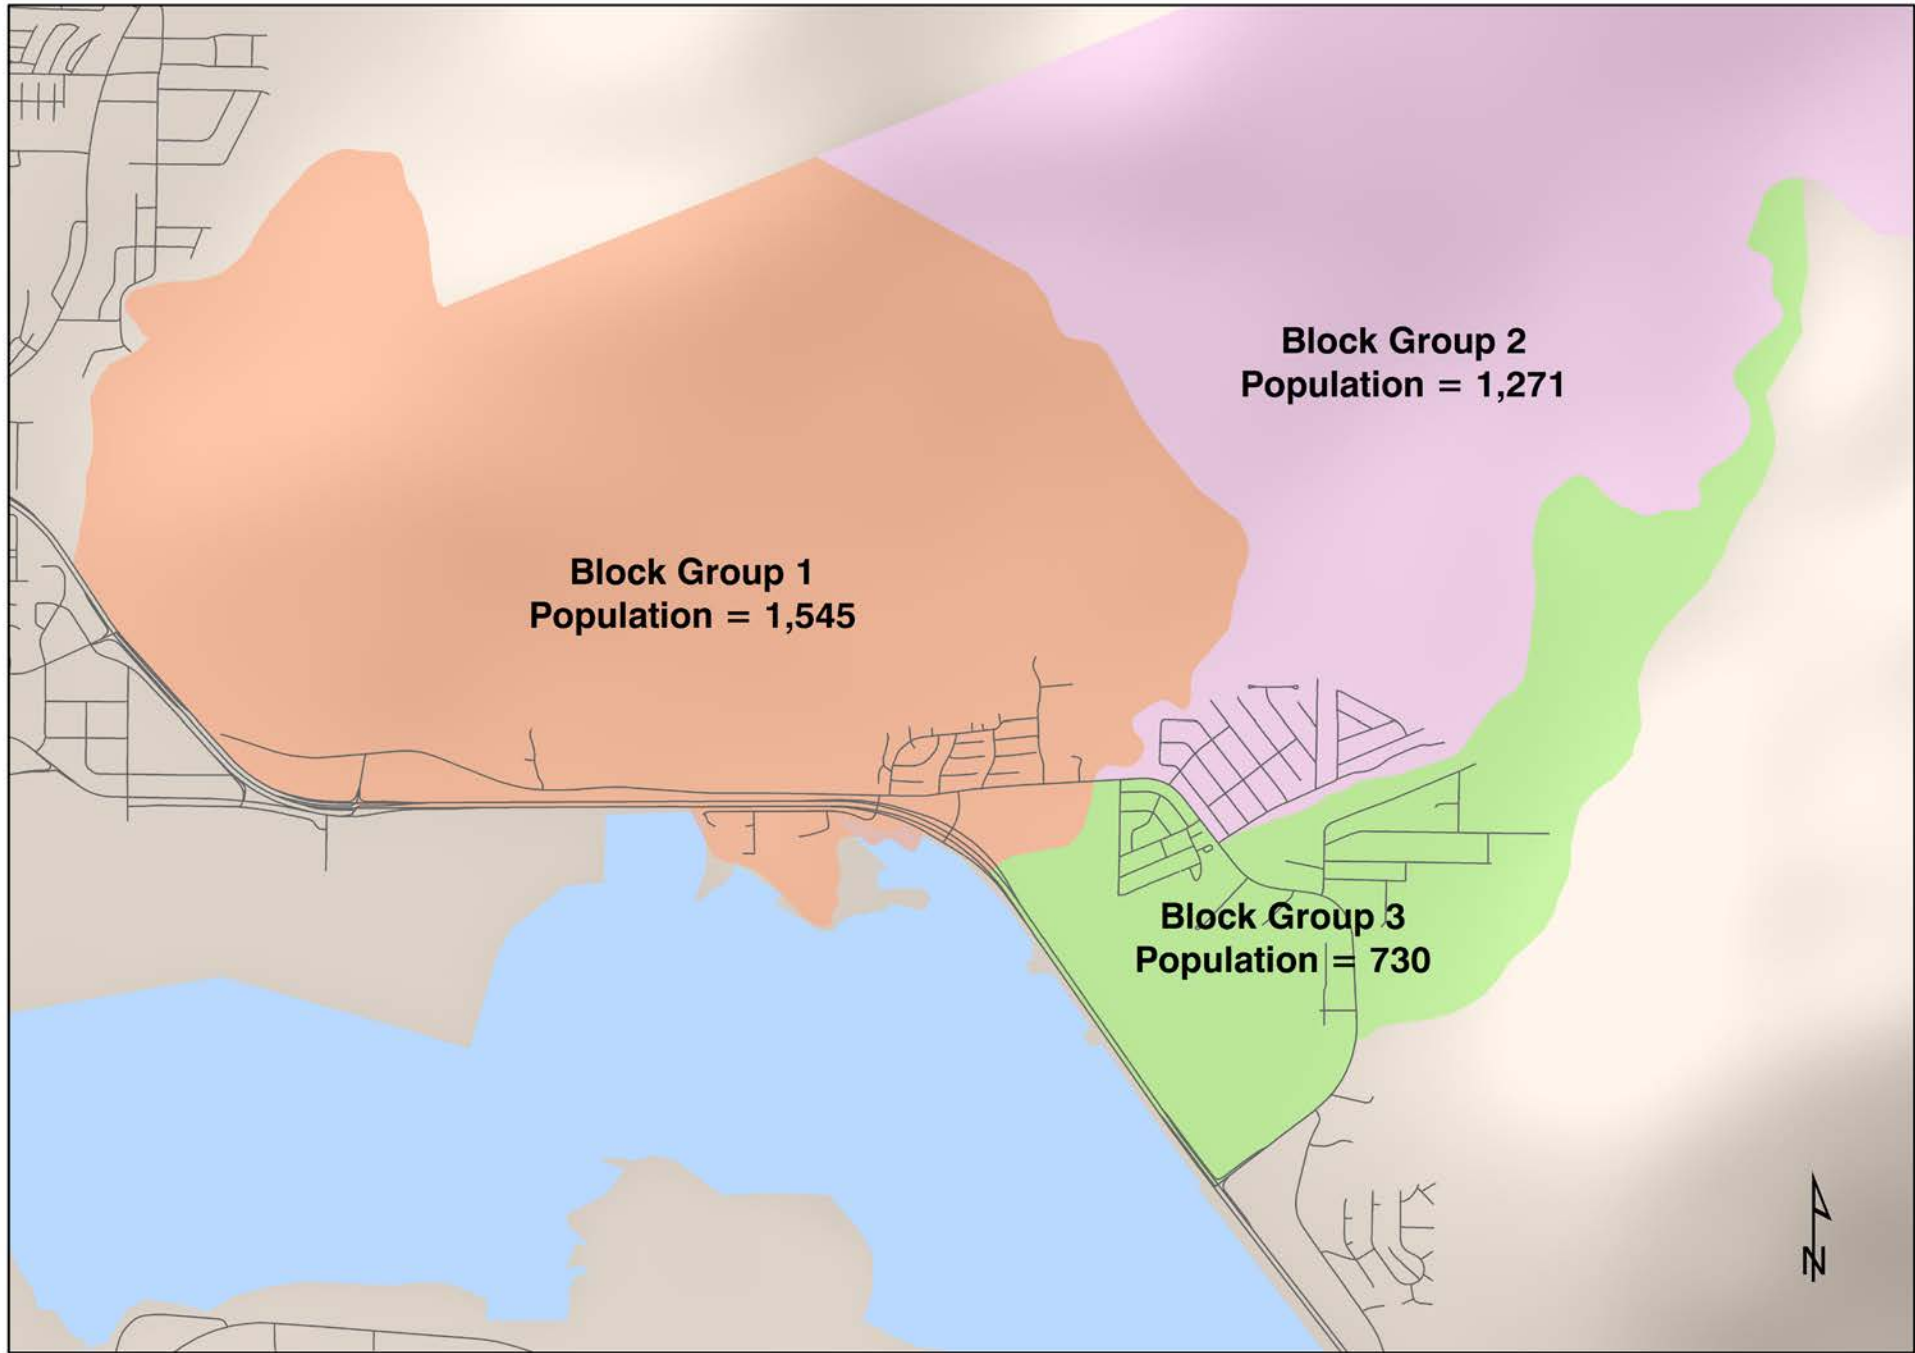 Block Group 2
Population = 1,271
Block Group 1
Population = 1,545
Block Group 3
Population = 730
N